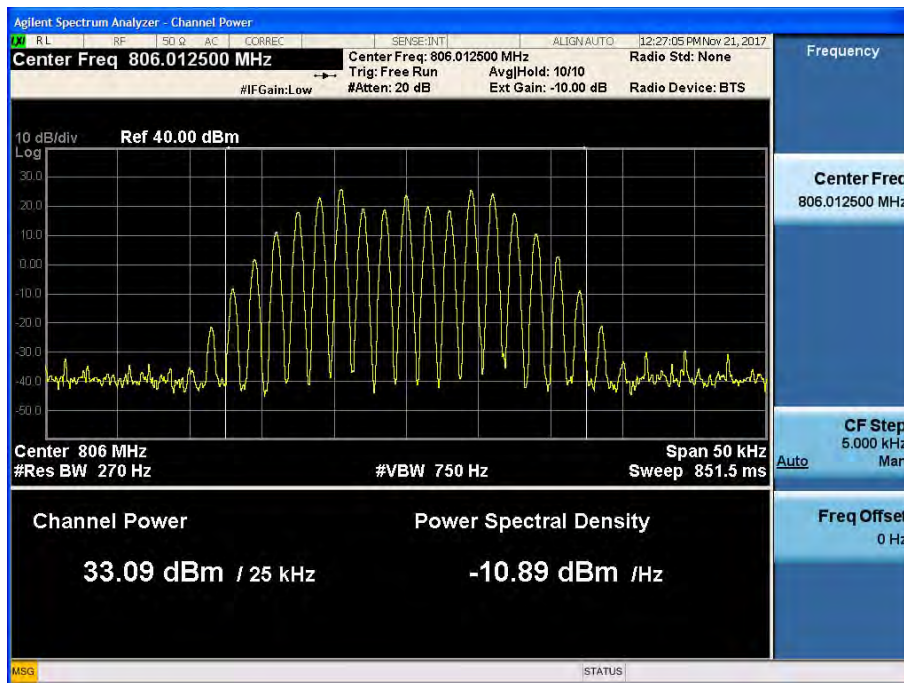 Agilent Spectrum Analyzer - Channel Power
LXI RL RF 50 Ω AC CORREC SENSE:INT ALIGN AUTO 12:27:05 PM Nov 21, 2017
Center Freq 806.012500 MHz
Center Freq: 806.012500 MHz Radio Std: None
Trig: Free Run Avg|Hold: 10/10
#IFGain:Low #Atten: 20 dB Ext Gain: -10.00 dB Radio Device: BTS
10 dB/div Ref 40.00 dBm
Log
30.0
20.0
10.0
0.00
-10.0
-20.0
-30.0
-40.0
-50.0
Center 806 MHz Span 50 kHz
#Res BW 270 Hz #VBW 750 Hz Sweep 851.5 ms
Channel Power Power Spectral Density
33.09 dBm / 25 kHz -10.89 dBm /Hz
Frequency
Center Freq
806.012500 MHz
CF Step
5.000 kHz
Auto Man
Freq Offset
0 Hz
MSG STATUS